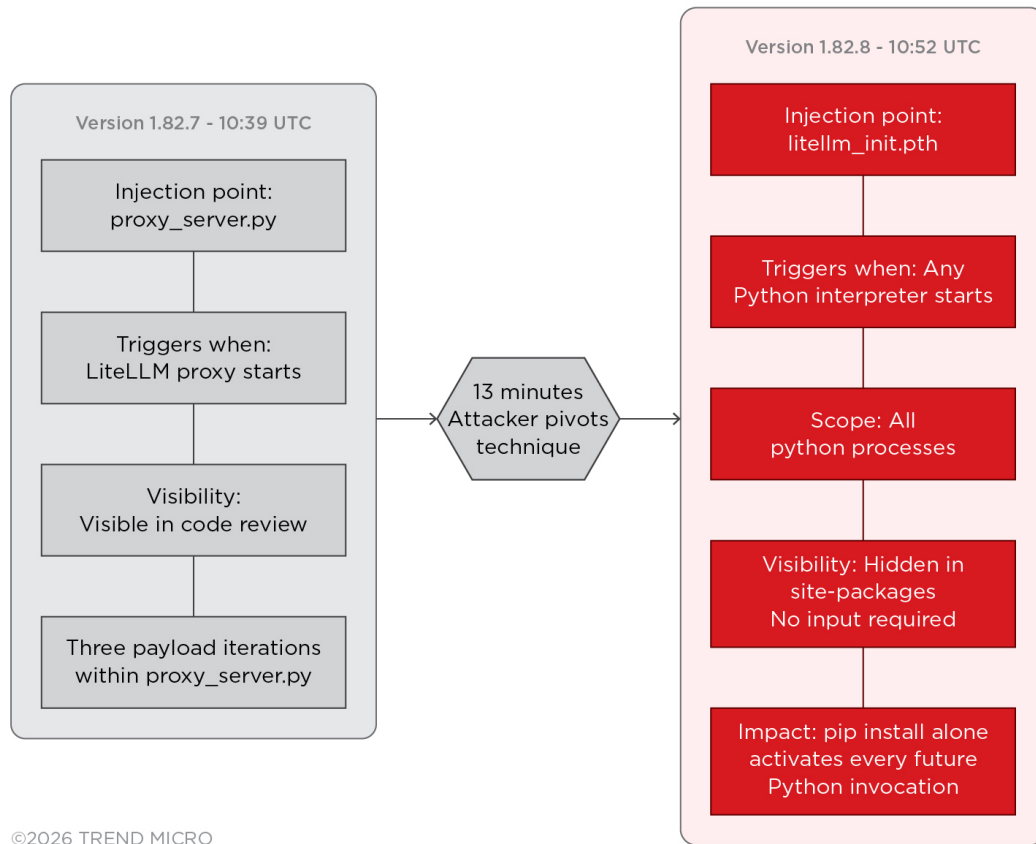 Version 1.82.7 - 10:39 UTC
Injection point:
proxy_server.py
Triggers when:
LiteLLM proxy starts
Visibility:
Visible in code review
Three payload iterations
within proxy_server.py
13 minutes
Attacker pivots
technique
Version 1.82.8 - 10:52 UTC
Injection point:
litellm_init.pth
Triggers when: Any
Python interpreter starts
Scope: All
python processes
Visibility: Hidden in
site-packages
No input required
Impact: pip install alone
activates every future
Python invocation
©2026 TREND MICRO